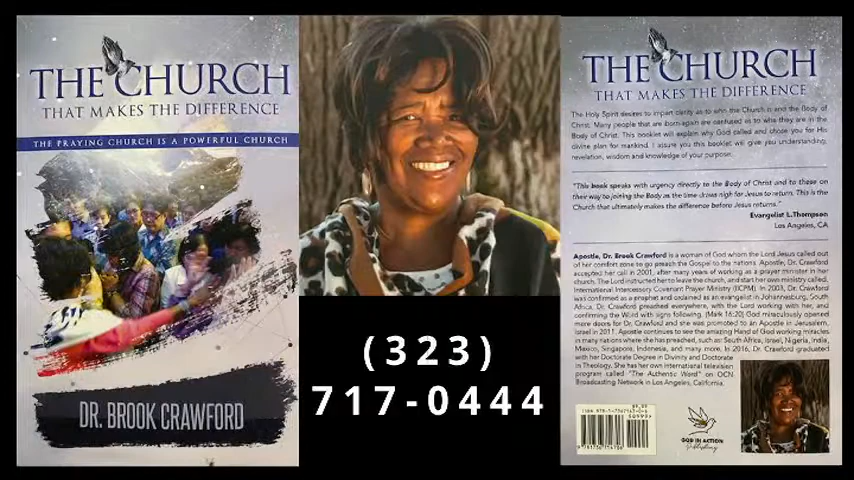 THE CHURCH
THAT MAKES THE DIFFERENCE
THE PRAYING CHURCH IS A POWERFUL CHURCH
DR. BROOK CRAWFORD
(323)
717-0444
THE CHURCH
THAT MAKES THE DIFFERENCE
The Holy Spirit desires to impart clarity as to who the Church is and the Body of
Christ. Many people that are born again are confused as to who they are in the
Body of Christ. This booklet will explain why God called and chose you for His
divine plan for mankind. I assure you this booklet will give you understanding,
revelation, wisdom and knowledge of your purpose.
"This book speaks with urgency directly to the Body of Christ and to those on
their way to joining the Body as the time draws nigh for Jesus to return. This is the
Church that ultimately makes the difference before Jesus returns."
Evangelist L.Thompson
Los Angeles, CA
Apostle, Dr. Brook Crawford is a woman of God whom the Lord Jesus called out
of her comfort zone to go preach the Gospel to the nations. Apostle, Dr. Crawford
accepted her call in 2001, after many years of working as a prayer minister in her
church. The Lord instructed her to leave the church, and start her own ministry called,
International Intercessory Covenant Prayer Ministry (IICPM). In 2003, Dr. Crawford
was confirmed as a prophet and ordained as an evangelist in Johannesburg, South
Africa. Dr. Crawford preached everywhere, with the Lord working with her, and
confirming the Word with signs following. (Mark 16:20) God miraculously opened
more doors for Dr. Crawford and she was promoted to an Apostle in Jerusalem,
Israel in 2011. Apostle continues to see the amazing Hand of God working miracles
in many nations where she has preached, such as: South Africa, Israel, Nigeria, India,
Mexico, Singapore, Indonesia, and many more. In 2016, Dr. Crawford graduated
with her Doctorate Degree in Divinity and Doctorate
in Theology. She has her own international television
program called "The Authentic Word" on OCN
Broadcasting Network in Los Angeles, California.
GOD IN ACTION
Publishing